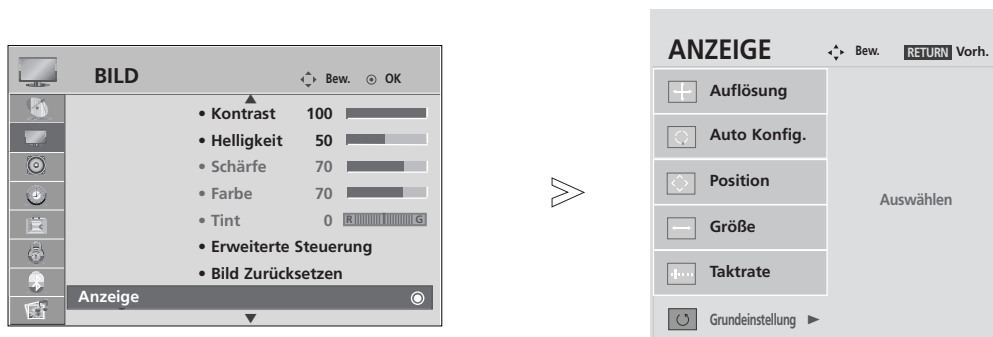 BILD
Bew. OK
• Kontrast 100
• Helligkeit 50
• Schärfe 70
• Farbe 70
• Tint 0 R G
• Erweiterte Steuerung
• Bild Zurücksetzen
Anzeige
ANZEIGE
Bew. RETURN Vorh.
Auflösung
Auto Konfig.
Position
Größe
Taktrate
Grundeinstellung
Auswählen